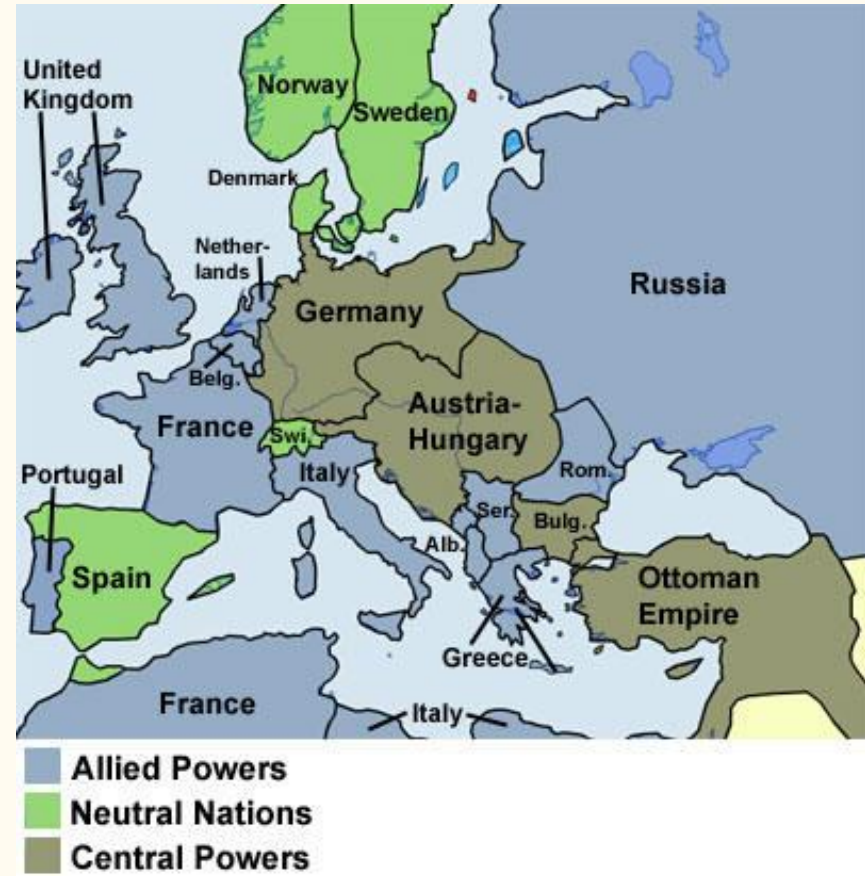 United
Kingdom
Norway
Sweden
Denmark
Nether-
lands
Germany
Russia
Belg.
France
Swi.
Austria-
Hungary
Italy
Rom.
Portugal
Ser.
Bulg.
Alb.
Spain
Ottoman
Empire
Greece
France
Italy
Allied Powers
Neutral Nations
Central Powers